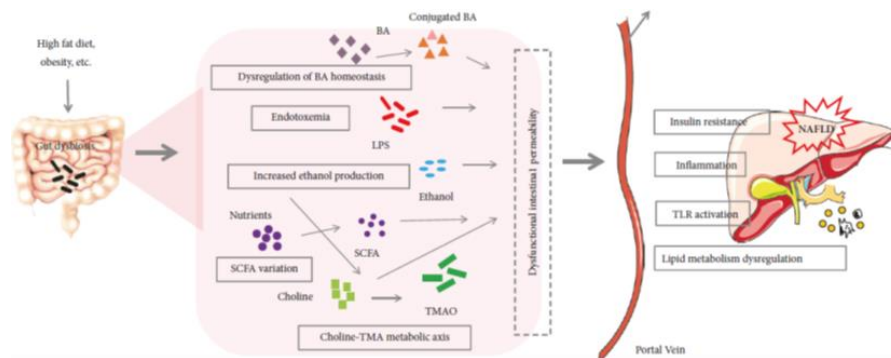 High fat diet,
obesity, etc.
Gut dysbiosis
BA
Conjugated BA
Dysregulation of BA homeostasis
Endotoxemia
LPS
Increased ethanol production
Ethanol
Nutrients
SCFA
SCFA variation
Choline
TMAO
Choline-TMA metabolic axis
Dysfunctional intestinal permeability
Insulin resistance
NAFLD
Inflammation
TLR activation
Lipid metabolism dysregulation
Portal Vein